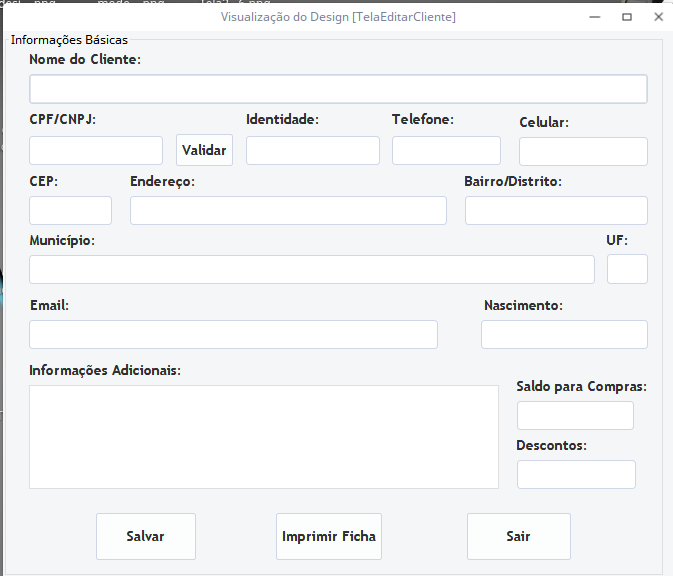 Visualização do Design [TelaEditarCliente]
Informações Básicas
Nome do Cliente:
CPF/CNPJ:
Identidade:
Telefone:
Celular:
Validar
CEP:
Endereço:
Bairro/Distrito:
Município:
UF:
Email:
Nascimento:
Informações Adicionais:
Saldo para Compras:
Descontos:
Salvar
Imprimir Ficha
Sair